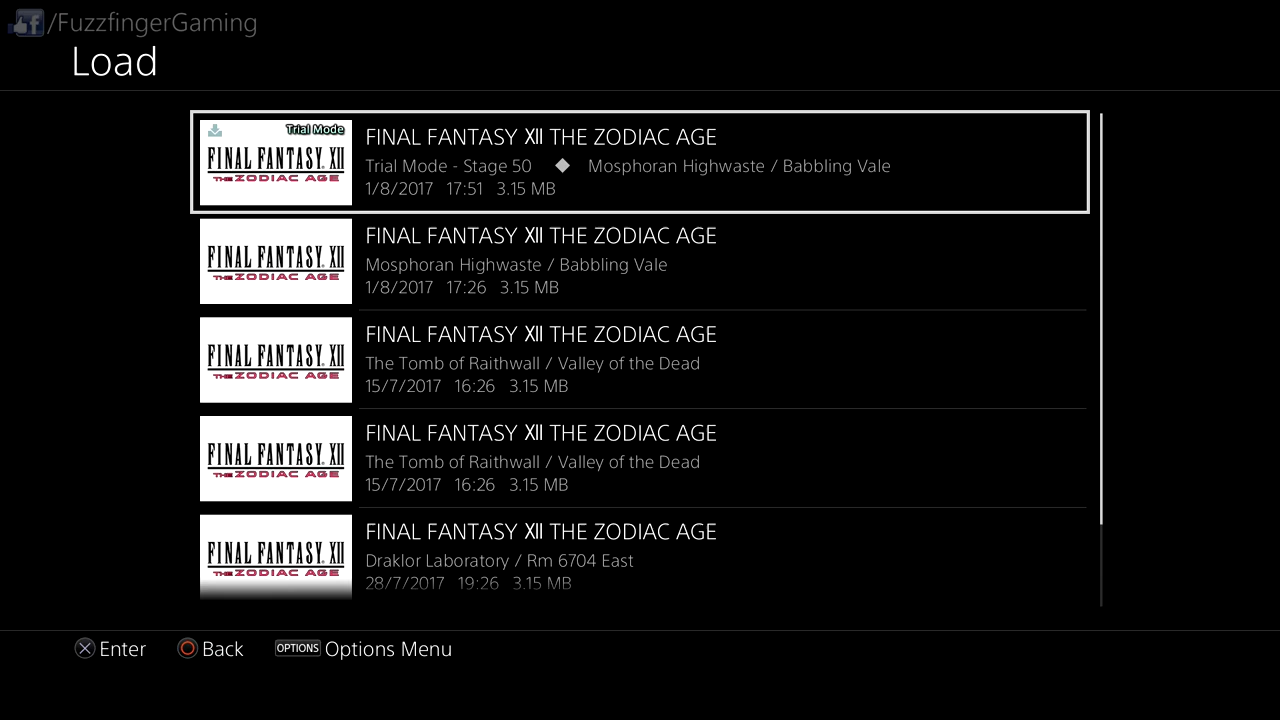 /FuzzfingerGaming
Load
Trial Mode
FINAL FANTASY XII
THE ZODIAC AGE
FINAL FANTASY XII THE ZODIAC AGE
Trial Mode - Stage 50 ◆ Mosphoran Highwaste / Babbling Vale
1/8/2017 17:51 3.15 MB
FINAL FANTASY XII
THE ZODIAC AGE
FINAL FANTASY XII THE ZODIAC AGE
Mosphoran Highwaste / Babbling Vale
1/8/2017 17:26 3.15 MB
FINAL FANTASY XII
THE ZODIAC AGE
FINAL FANTASY XII THE ZODIAC AGE
The Tomb of Raithwall / Valley of the Dead
15/7/2017 16:26 3.15 MB
FINAL FANTASY XII
THE ZODIAC AGE
FINAL FANTASY XII THE ZODIAC AGE
The Tomb of Raithwall / Valley of the Dead
15/7/2017 16:26 3.15 MB
FINAL FANTASY XII
THE ZODIAC AGE
FINAL FANTASY XII THE ZODIAC AGE
Draklor Laboratory / Rm 6704 East
28/7/2017 19:26 3.15 MB
Enter Back OPTIONS Options Menu